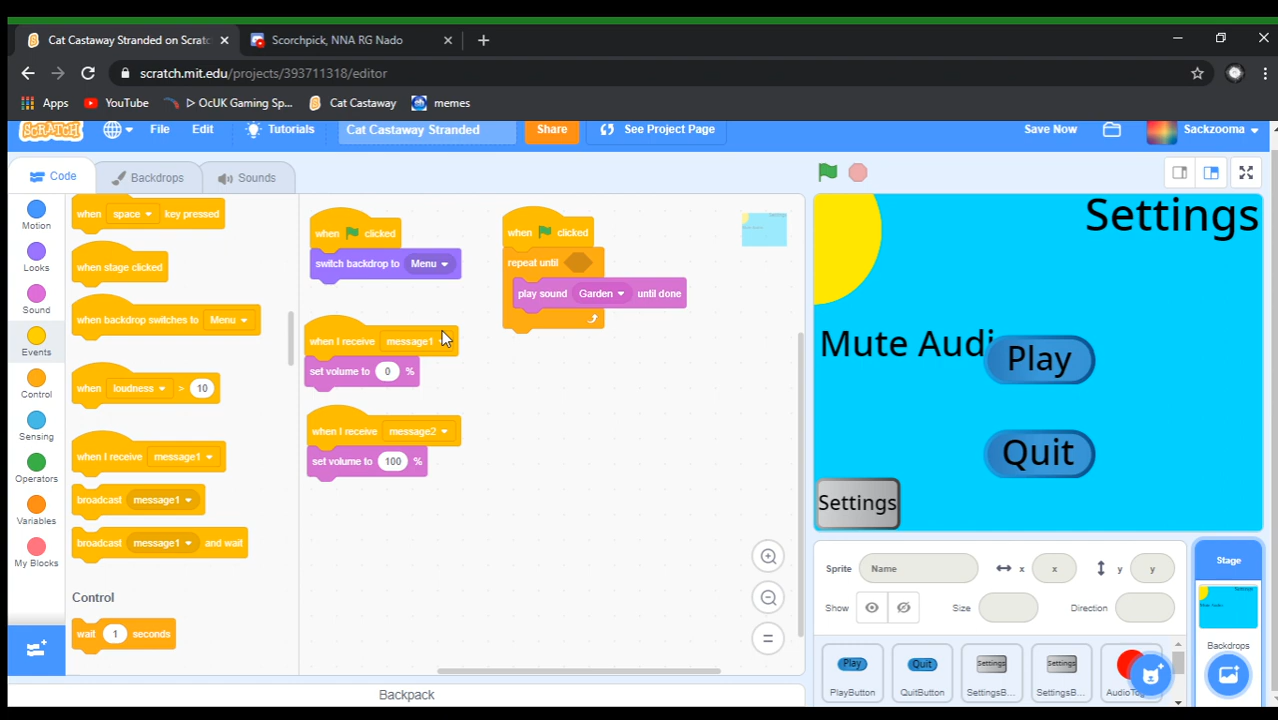 Cat Castaway Stranded on Scratc
Scorchpick, NNA RG Nado
scratch.mit.edu/projects/393711318/editor
Apps
YouTube
OcUK Gaming Sp...
Cat Castaway
memes
SCRATCH
File
Edit
Tutorials
Cat Castaway Stranded
Share
See Project Page
Save Now
Sackzooma
Code
Backdrops
Sounds
Motion
Looks
Sound
Events
Control
Sensing
Operators
Variables
My Blocks
when space key pressed
when stage clicked
when backdrop switches to Menu
when loudness > 10
when I receive message1
broadcast message1
broadcast message1 and wait
Control
wait 1 seconds
when clicked
switch backdrop to Menu
when I receive message1
set volume to 0 %
when I receive message2
set volume to 100 %
when clicked
repeat until
play sound Garden until done
Backpack
Settings
Mute Audi
Play
Quit
Settings
Sprite Name x x y y
Show Size Direction
Play
PlayButton
Quit
QuitButton
Settings
SettingsB...
Settings
SettingsB...
Stage
Backdrops